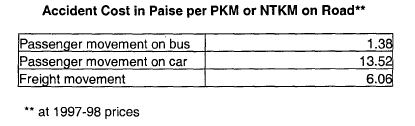 Accident Cost in Paise per PKM or NTKM on Road**
Passenger movement on bus 1.38
Passenger movement on car 13.52
Freight movement 6.06
** at 1997-98 prices